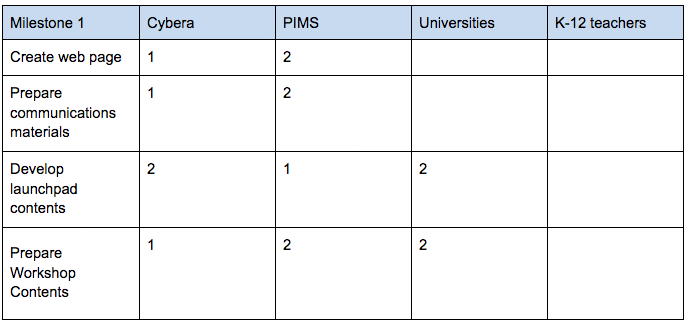 Milestone 1 Cybera PIMS Universities K-12 teachers
Create web page 1 2
Prepare 1 2
communications
materials
Develop 2 1 2
launchpad
contents
Prepare 1 2 2
Workshop
Contents